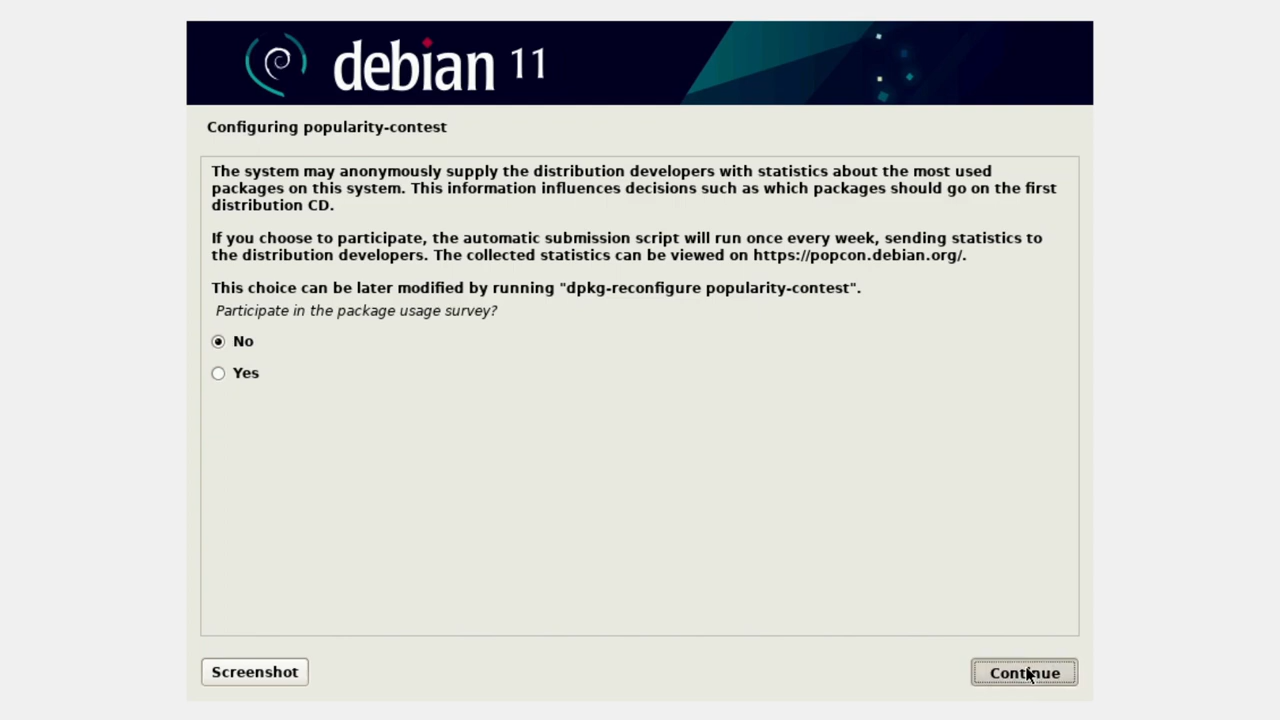 debian 11
Configuring popularity-contest
The system may anonymously supply the distribution developers with statistics about the most used
packages on this system. This information influences decisions such as which packages should go on the first
distribution CD.
If you choose to participate, the automatic submission script will run once every week, sending statistics to
the distribution developers. The collected statistics can be viewed on https://popcon.debian.org/.
This choice can be later modified by running "dpkg-reconfigure popularity-contest".
Participate in the package usage survey?
No
Yes
Screenshot
Continue